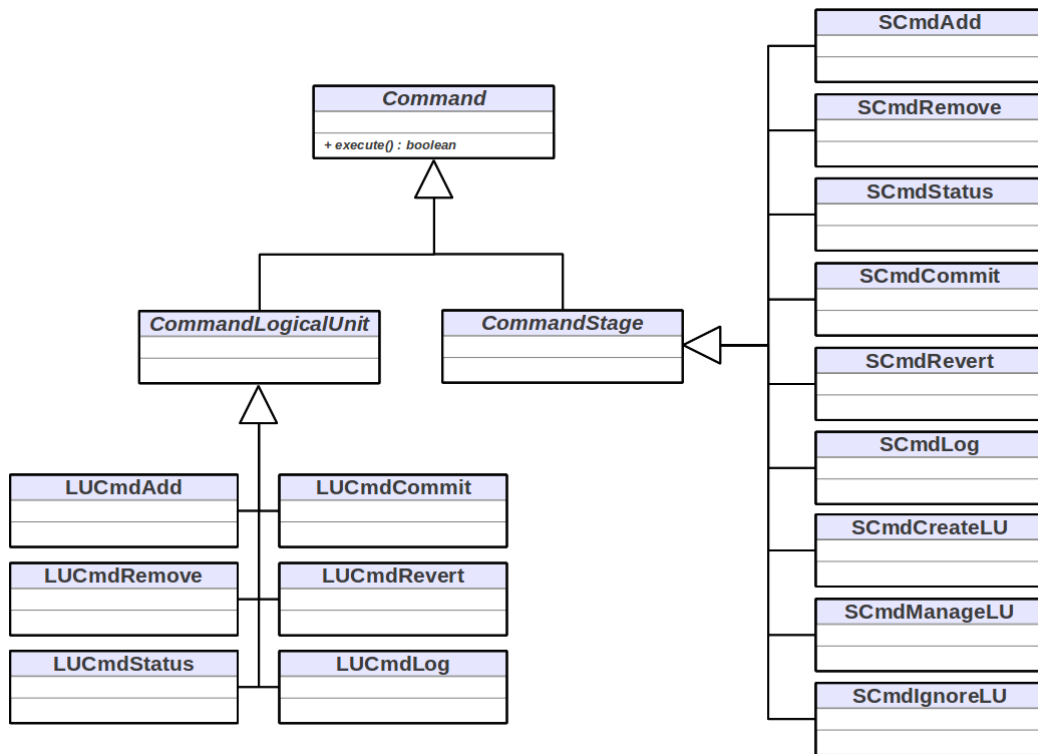 Command
+ execute() : boolean
CommandLogicalUnit
CommandStage
LUCmdAdd
LUCmdCommit
LUCmdRemove
LUCmdRevert
LUCmdStatus
LUCmdLog
SCmdAdd
SCmdRemove
SCmdStatus
SCmdCommit
SCmdRevert
SCmdLog
SCmdCreateLU
SCmdManageLU
SCmdIgnoreLU